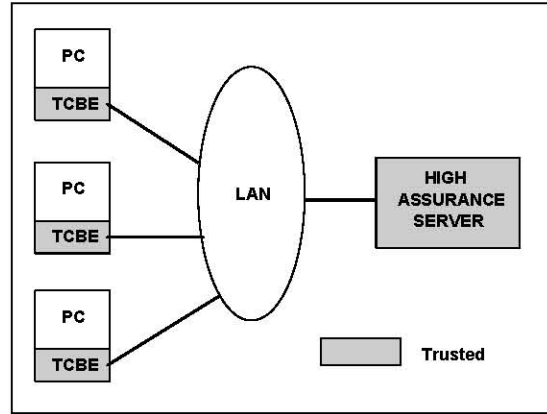 PC
TCBE
PC
TCBE
PC
TCBE
LAN
HIGH
ASSURANCE
SERVER
Trusted